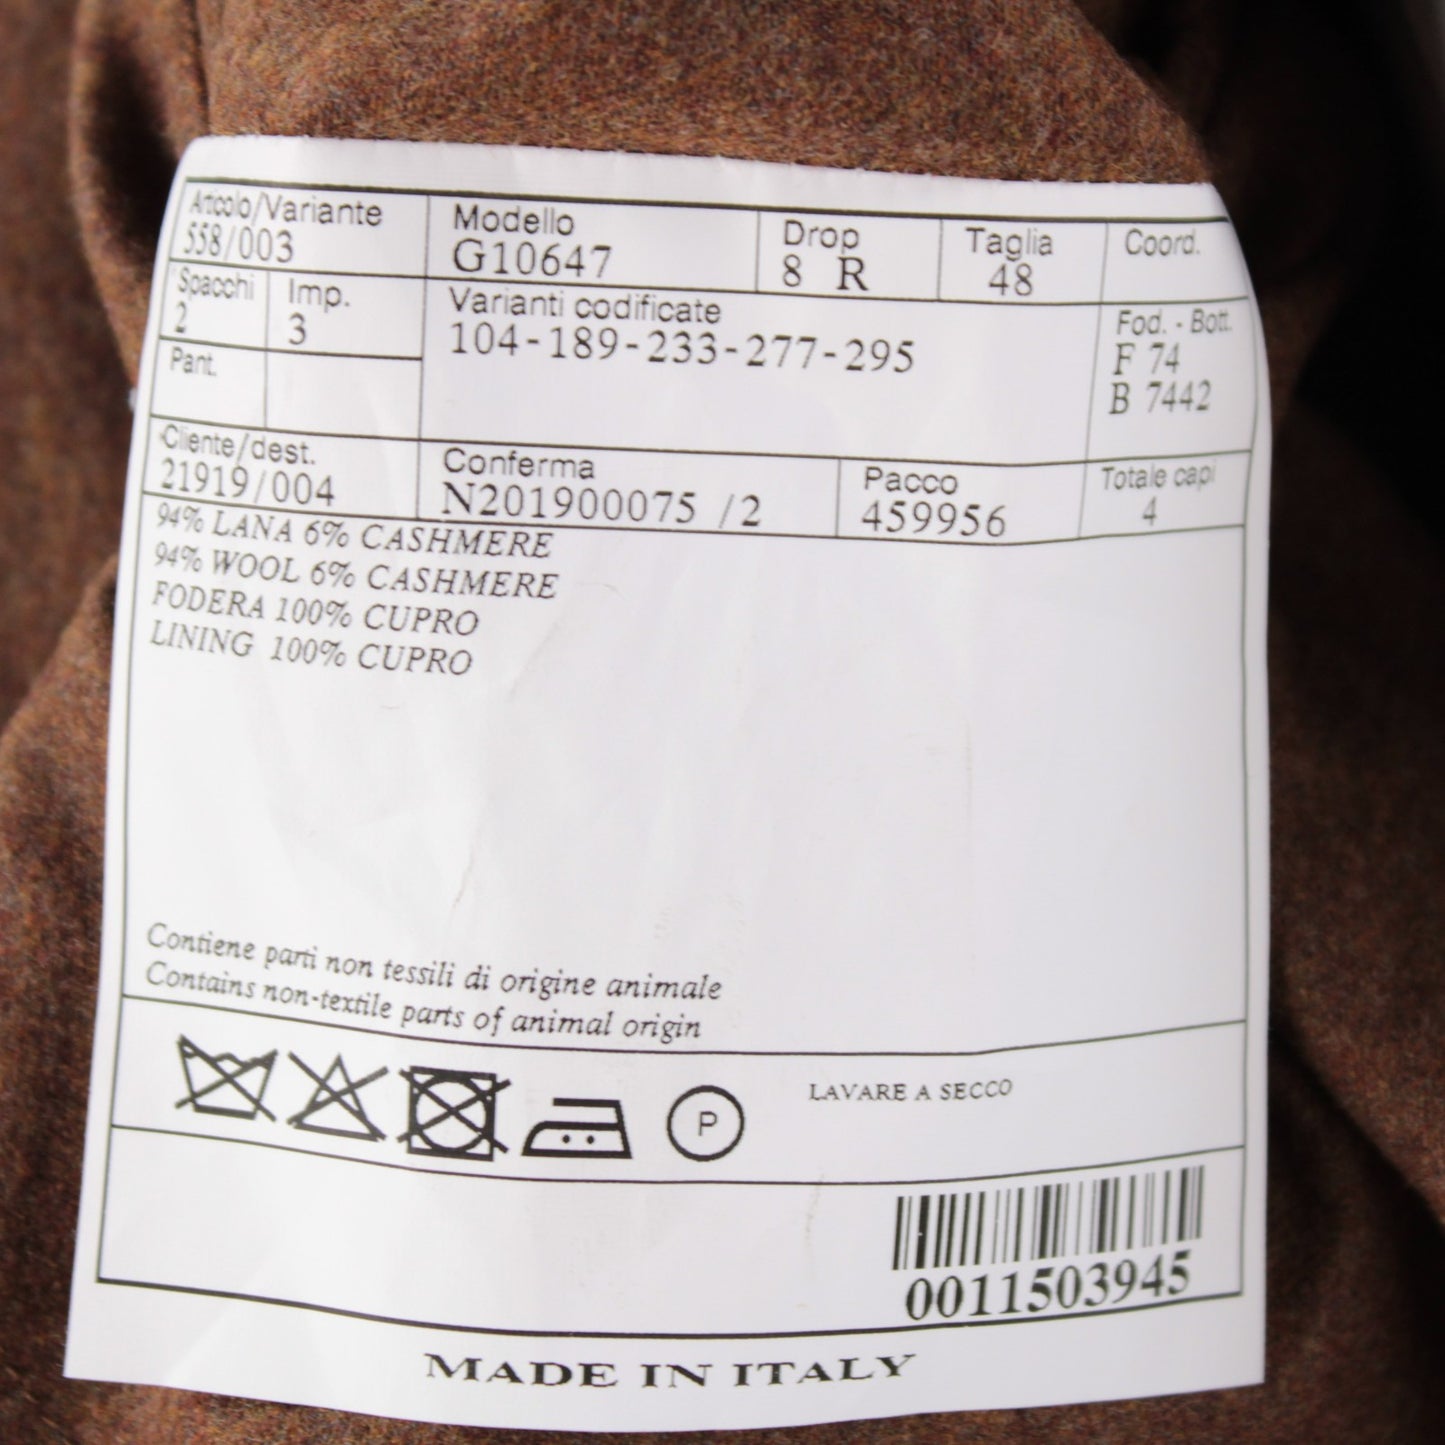 Articolo/Variante Modello Drop Taglia Coord.
558/003 G10647 8 R 48
Spacchi Imp. Varianti codificate Fod. - Bott.
2 3 104-189-233-277-295 F 74
Pant. B 7442
Cliente/dest. Conferma Pacco Totale capi
21919/004 N201900075 /2 459956 4
94% LANA 6% CASHMERE
94% WOOL 6% CASHMERE
FODERA 100% CUPRO
LINING 100% CUPRO
Contiene parti non tessili di origine animale
Contains non-textile parts of animal origin
P LAVARE A SECCO
0011503945
MADE IN ITALY